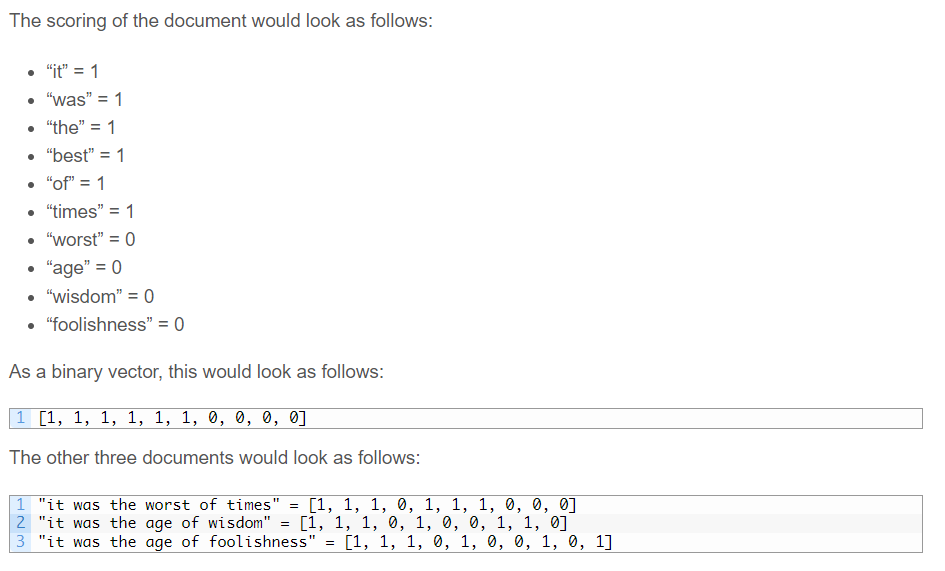 The scoring of the document would look as follows:
• “it” = 1
• “was” = 1
• “the” = 1
• “best” = 1
• “of” = 1
• “times” = 1
• “worst” = 0
• “age” = 0
• “wisdom” = 0
• “foolishness” = 0
As a binary vector, this would look as follows:
1 [1, 1, 1, 1, 1, 1, 0, 0, 0, 0]
The other three documents would look as follows:
1 "it was the worst of times" = [1, 1, 1, 0, 1, 1, 1, 0, 0, 0]
2 "it was the age of wisdom" = [1, 1, 1, 0, 1, 0, 0, 1, 1, 0]
3 "it was the age of foolishness" = [1, 1, 1, 0, 1, 0, 0, 1, 0, 1]